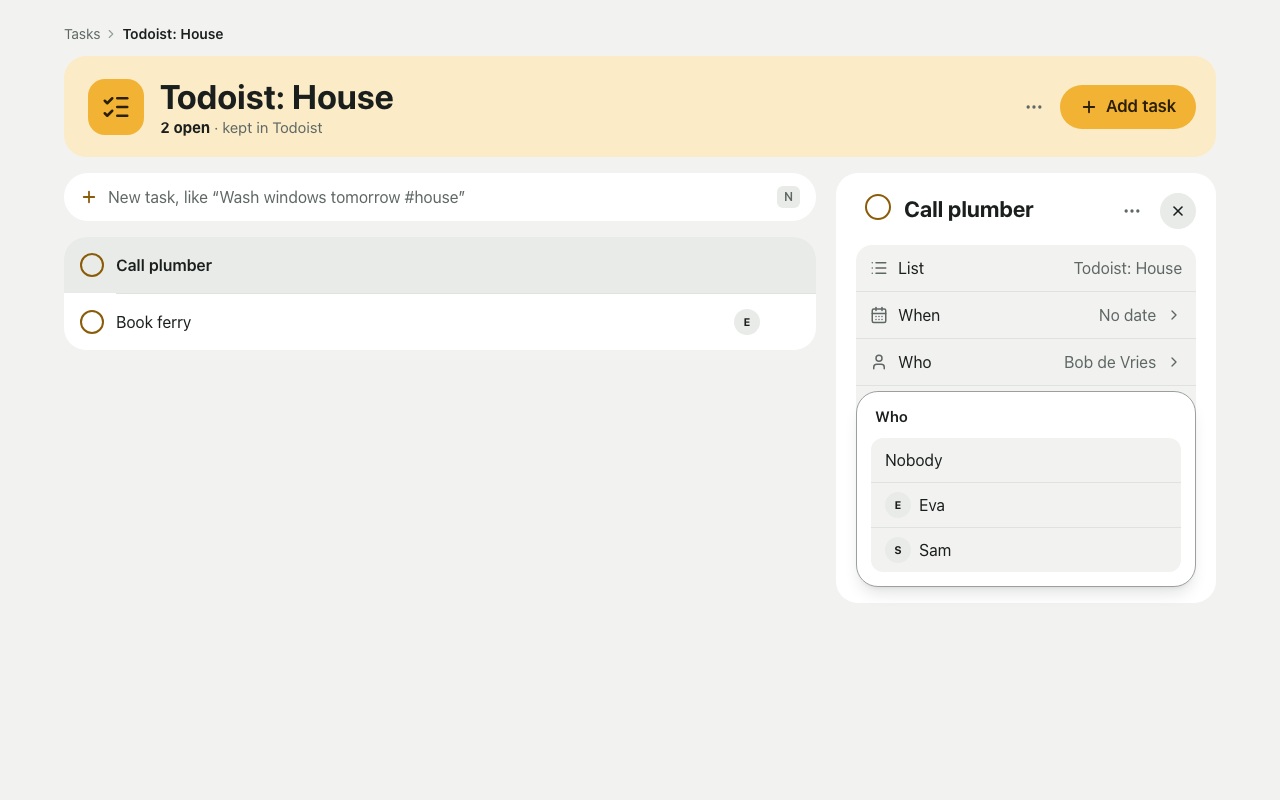 Tasks > Todoist: House
Todoist: House
2 open · kept in Todoist
Add task
New task, like “Wash windows tomorrow #house”
N
Call plumber
Book ferry
E
Call plumber
List
Todoist: House
When
No date
Who
Bob de Vries
Who
Nobody
E Eva
S Sam